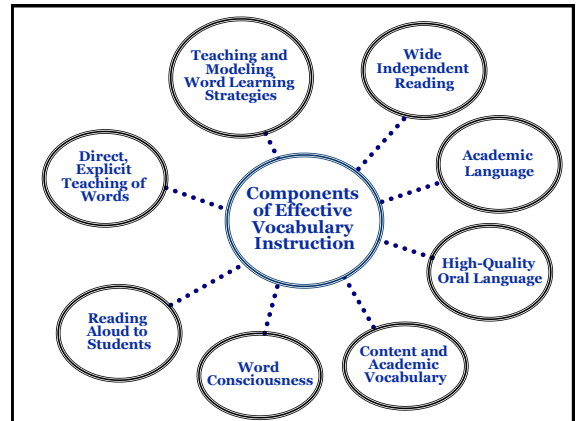 Teaching and
Modeling
Word Learning
Strategies
Wide
Independent
Reading
Direct,
Explicit
Teaching of
Words
Academic
Language
Components
of Effective
Vocabulary
Instruction
High-Quality
Oral Language
Reading
Aloud to
Students
Word
Consciousness
Content and
Academic
Vocabulary